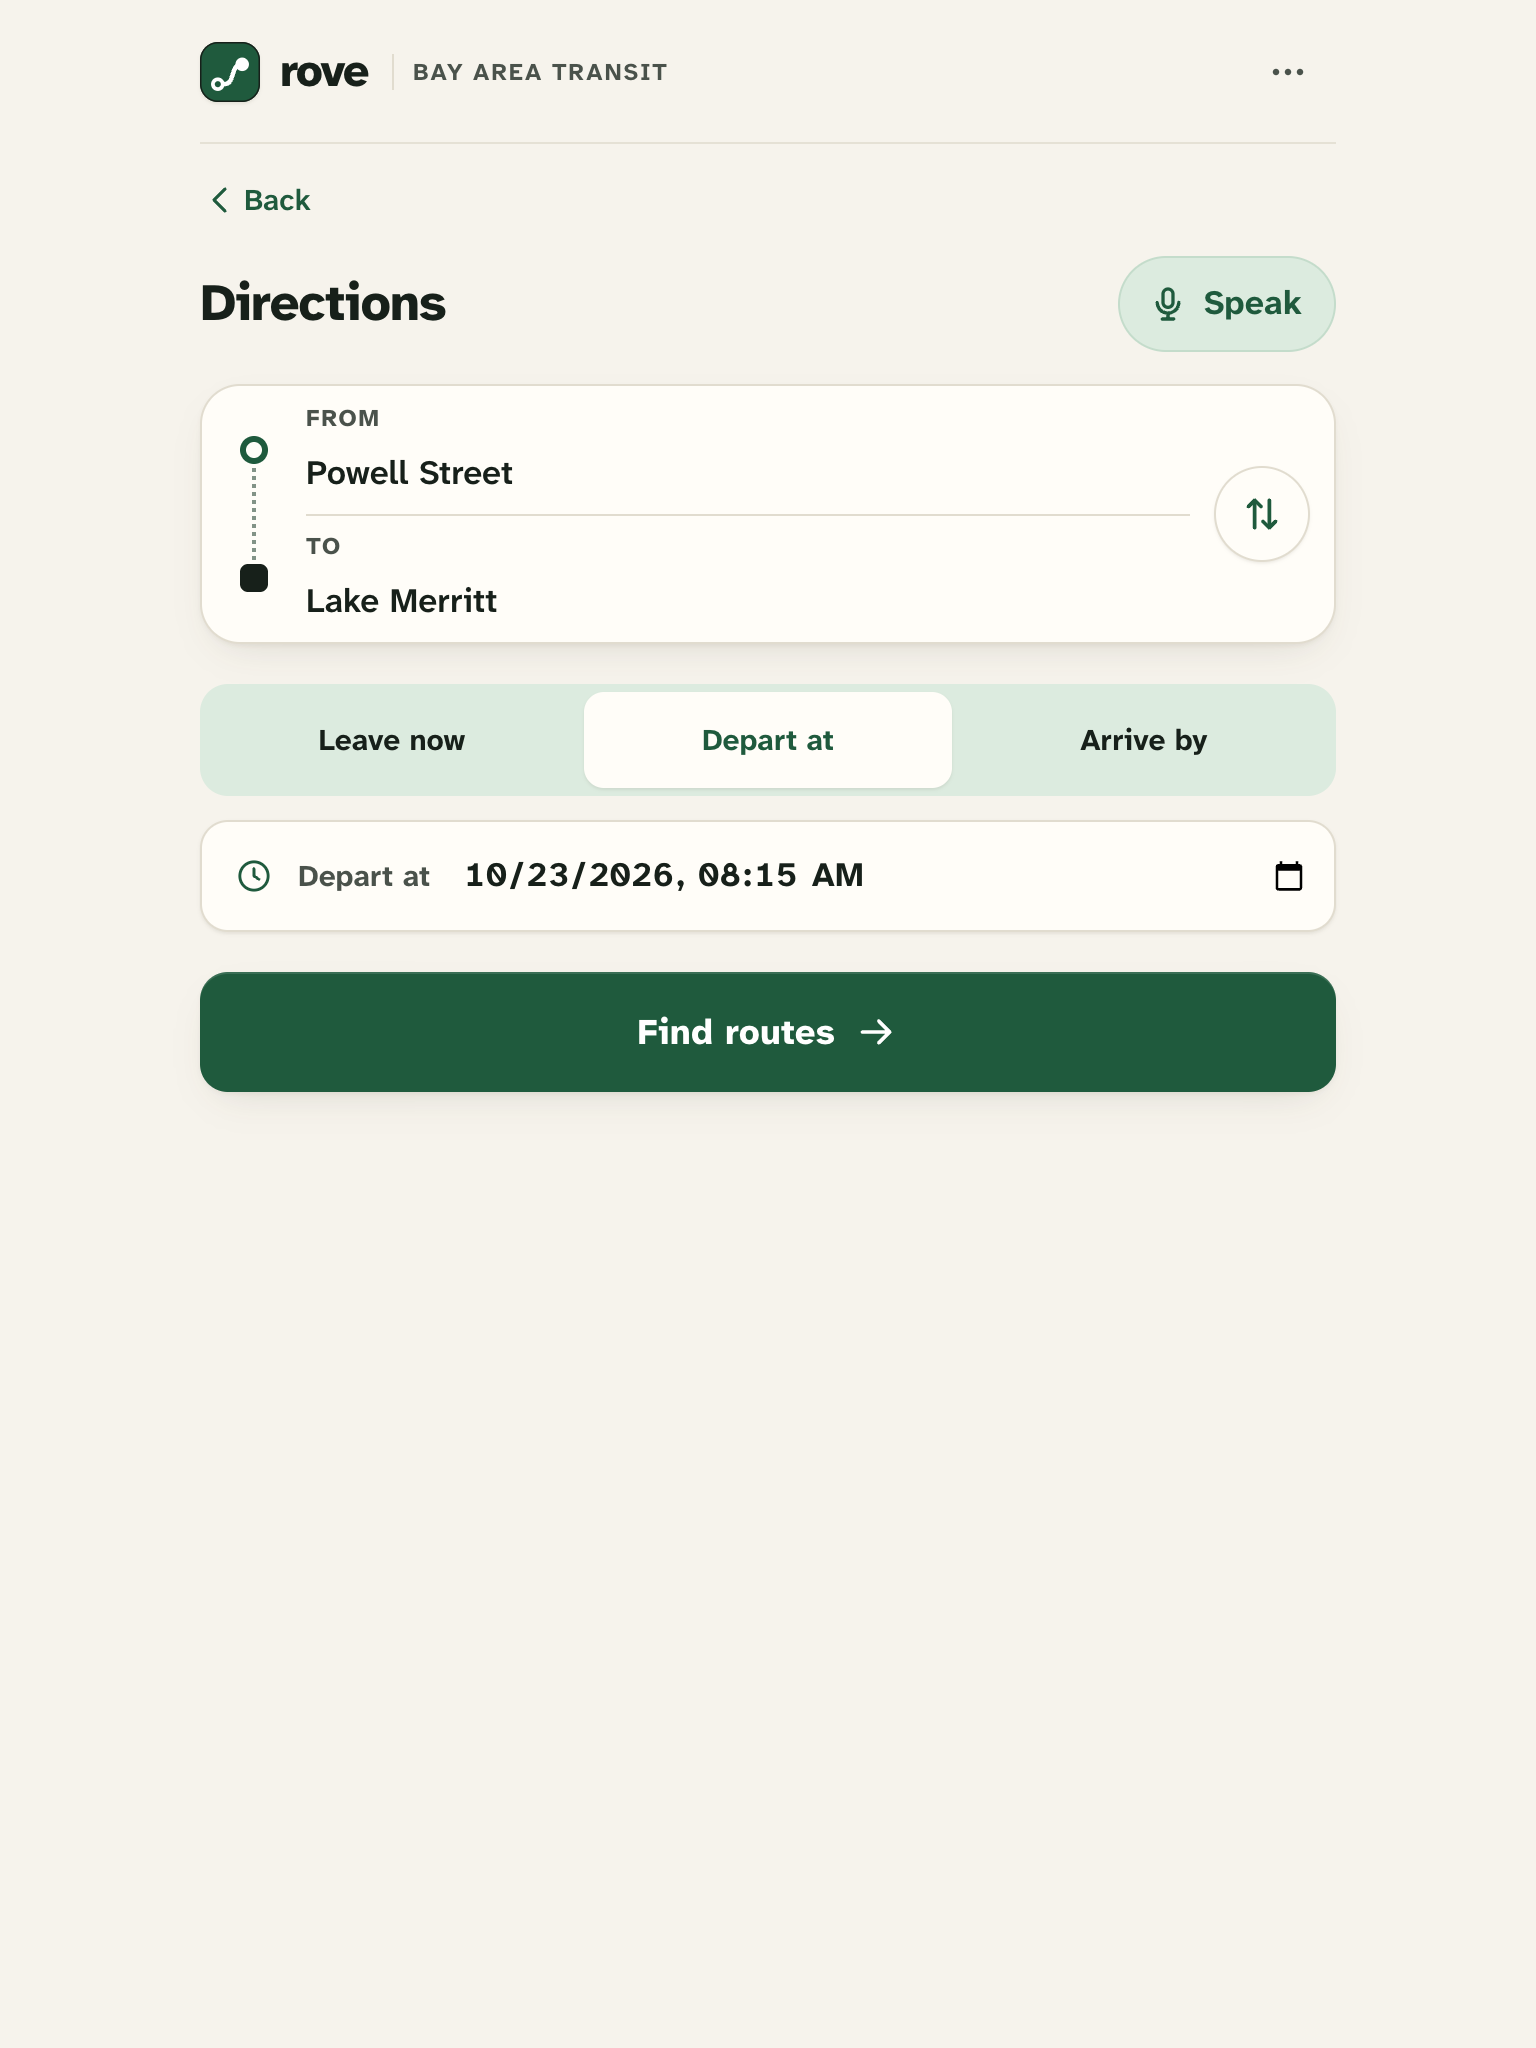 rove
BAY AREA TRANSIT
Back
Directions
Speak
FROM
Powell Street
TO
Lake Merritt
Leave now
Depart at
Arrive by
Depart at 10/23/2026, 08:15 AM
Find routes